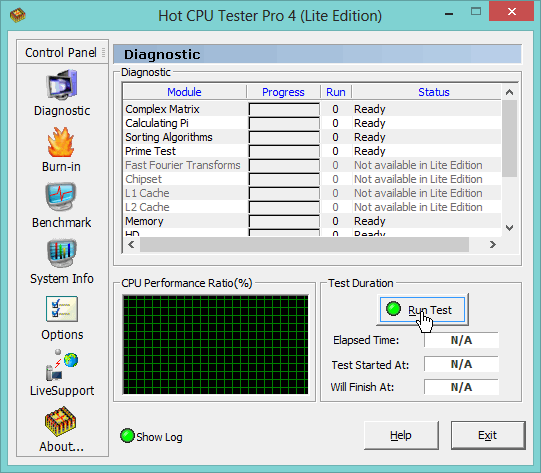 Hot CPU Tester Pro 4 (Lite Edition)
Control Panel
Diagnostic
Burn-in
Benchmark
System Info
Options
LiveSupport
About...
Diagnostic
Diagnostic
Module Progress Run Status
Complex Matrix 0 Ready
Calculating Pi 0 Ready
Sorting Algorithms 0 Ready
Prime Test 0 Ready
Fast Fourier Transforms 0 Not available in Lite Edition
Chipset 0 Not available in Lite Edition
L1 Cache 0 Not available in Lite Edition
L2 Cache 0 Not available in Lite Edition
Memory 0 Ready
HD 0 Ready
CPU Performance Ratio(%)
Test Duration
Run Test
Elapsed Time: N/A
Test Started At: N/A
Will Finish At: N/A
Show Log
Help
Exit